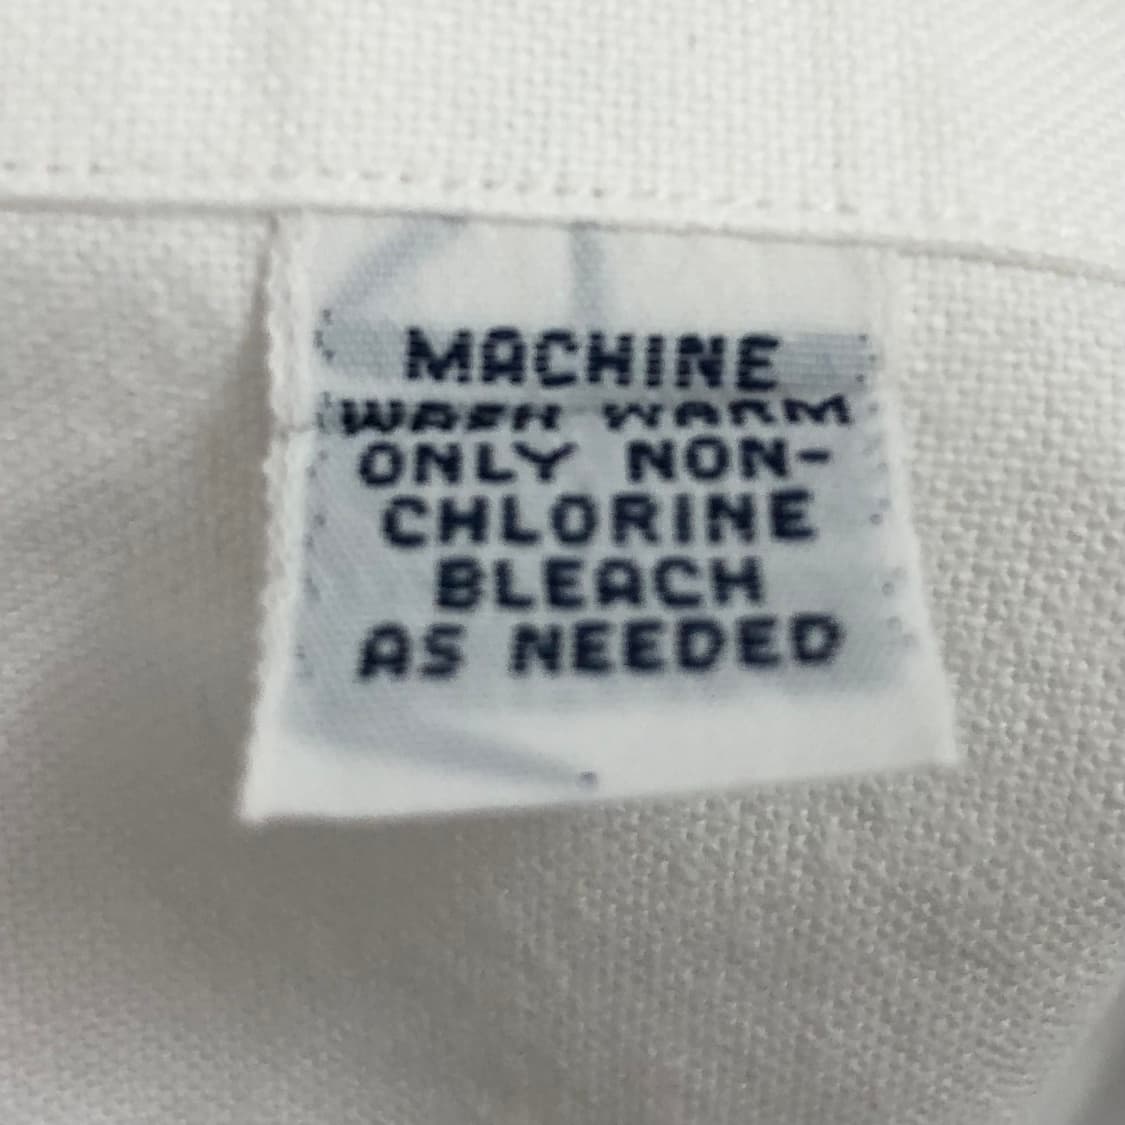 MACHINE
WASH WARM
ONLY NON-
CHLORINE
BLEACH
AS NEEDED